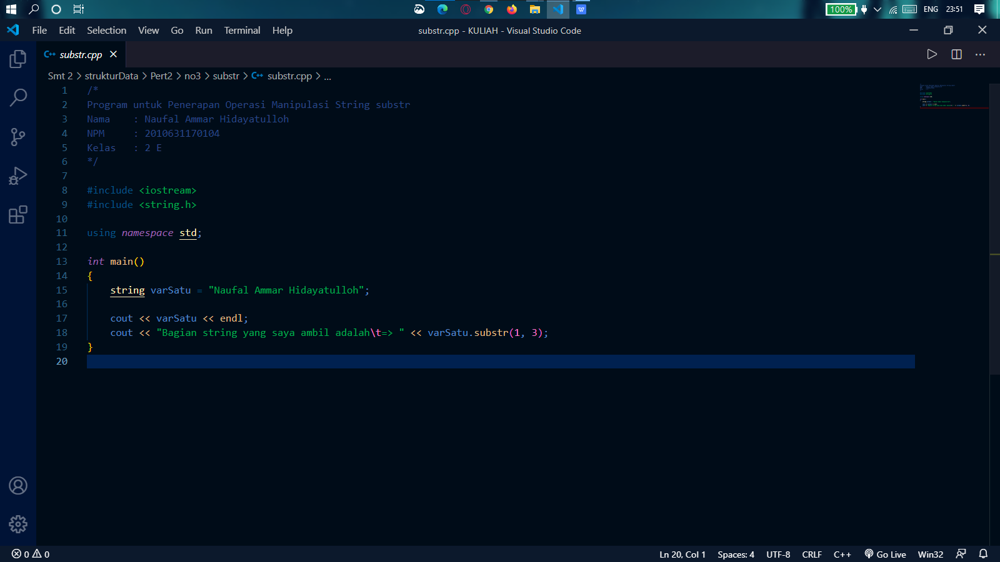 100% ENG 23:51
File Edit Selection View Go Run Terminal Help substr.cpp - KULIAH - Visual Studio Code
C++ substr.cpp
Smt 2 > strukturData > Pert2 > no3 > substr > C++ substr.cpp > ...
1 /*
2 Program untuk Penerapan Operasi Manipulasi String substr
3 Nama    : Naufal Ammar Hidayatulloh
4 NPM     : 2010631170104
5 Kelas   : 2 E
6 */
7
8 #include <iostream>
9 #include <string.h>
10
11 using namespace std;
12
13 int main()
14 {
15     string varSatu = "Naufal Ammar Hidayatulloh";
16
17     cout << varSatu << endl;
18     cout << "Bagian string yang saya ambil adalah\t=> " << varSatu.substr(1, 3);
19 }
20
0 0 Ln 20, Col 1 Spaces: 4 UTF-8 CRLF C++ Go Live Win32